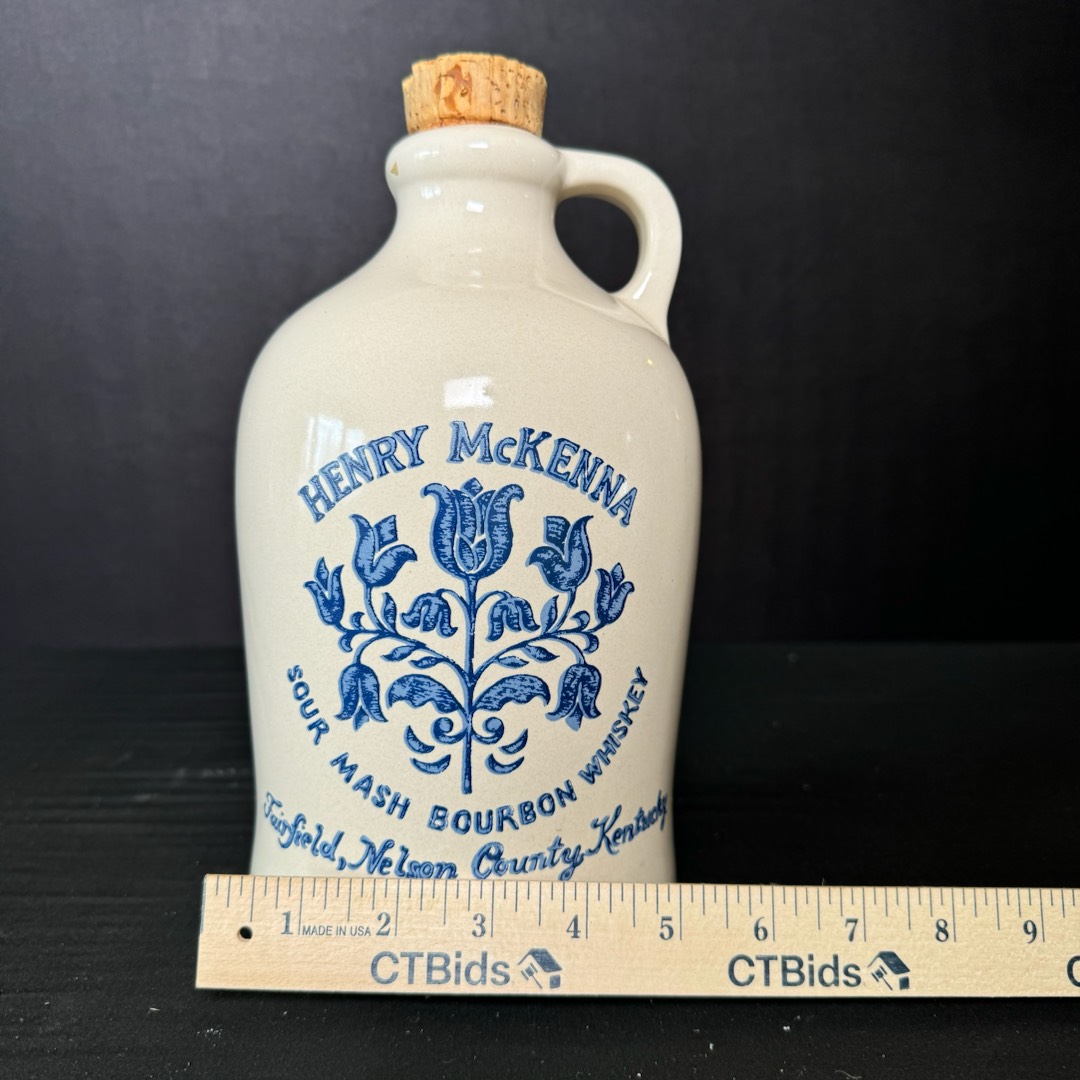 HENRY McKENNA
SOUR MASH BOURBON WHISKEY
Fairfield, Nelson County, Kentucky
1 MADE IN USA 2 3 4 5 6 7 8 9
CTBids CTBids C